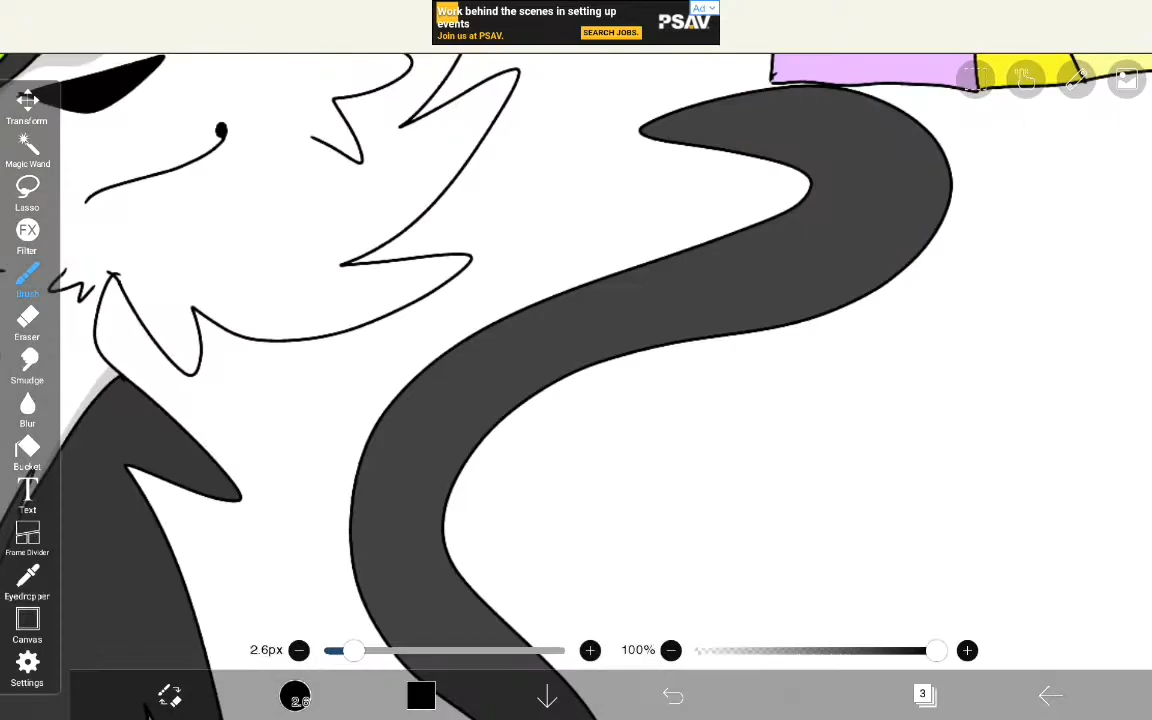 Work behind the scenes in setting up
events
Join us at PSAV.
SEARCH JOBS.
PSAV
Ad
Transform
Magic Wand
Lasso
FX
Filter
Brush
Eraser
Smudge
Blur
Bucket
T
Text
Frame Divider
Eyedropper
Canvas
Settings
2.6px
100%
2.6
3